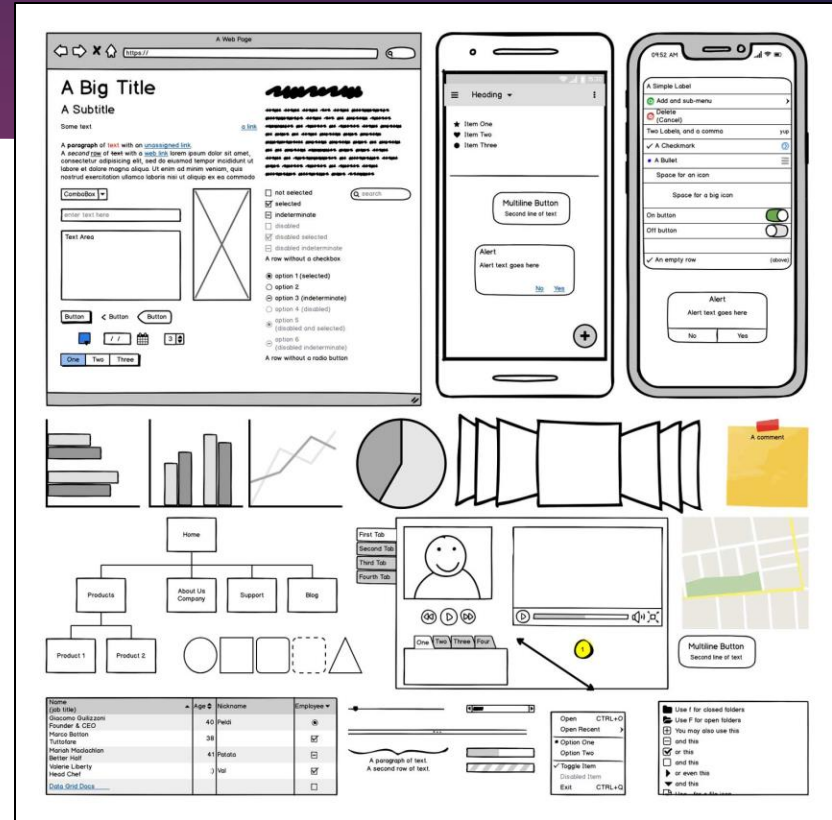 A Web Page
https://
A Big Title
A Subtitle
Some text
a link
A paragraph of text with an unassigned link.
A second row of text with a web link lorem ipsum dolor sit amet,
consectetur adipisicing elit, sed do eiusmod tempor incididunt ut
labore et dolore magna aliqua. Ut enim ad minim veniam, quis
nostrud exercitation ullamco laboris nisi ut aliquip ex ea commodo
ComboBox
enter text here
Text Area
Button
< Button
Button
/ /
3
One Two Three
not selected
selected
indeterminate
disabled
disabled selected
disabled indeterminate
A row without a checkbox
search
option 1 (selected)
option 2
option 3 (indeterminate)
option 4 (disabled)
option 5
(disabled and selected)
option 6
(disabled indeterminate)
A row without a radio button
Heading
Item One
Item Two
Item Three
Multiline Button
Second line of text
Alert
Alert text goes here
No Yes
09:52 AM
A Simple Label
Add and sub-menu
Delete
(Cancel)
Two Labels, and a comma yup
A Checkmark
A Bullet
Space for an icon
Space for a big icon
On button
Off button
An empty row (above)
Alert
Alert text goes here
No Yes
A comment
Home
Products
About Us
Company
Support
Blog
Product 1
Product 2
First Tab
Second Tab
Third Tab
Fourth Tab
One Two Three Four
1
Multiline Button
Second line of text
Name
(job title)
Age Nickname Employee
Giacomo Guilizzoni
Founder & CEO
40 Peldi
Marco Botton
Tuttofare
38
Mariah Maclachlan
Better Half
41 Patata
Valerie Liberty
Head Chef
:) Val
Data Grid Docs
A paragraph of text.
A second row of text.
Open CTRL+O
Open Recent
Option One
Option Two
Toggle Item
Disabled Item
Exit CTRL+Q
Use f for closed folders
Use F for open folders
You may also use this
and this
or this
and this
or even this
and this